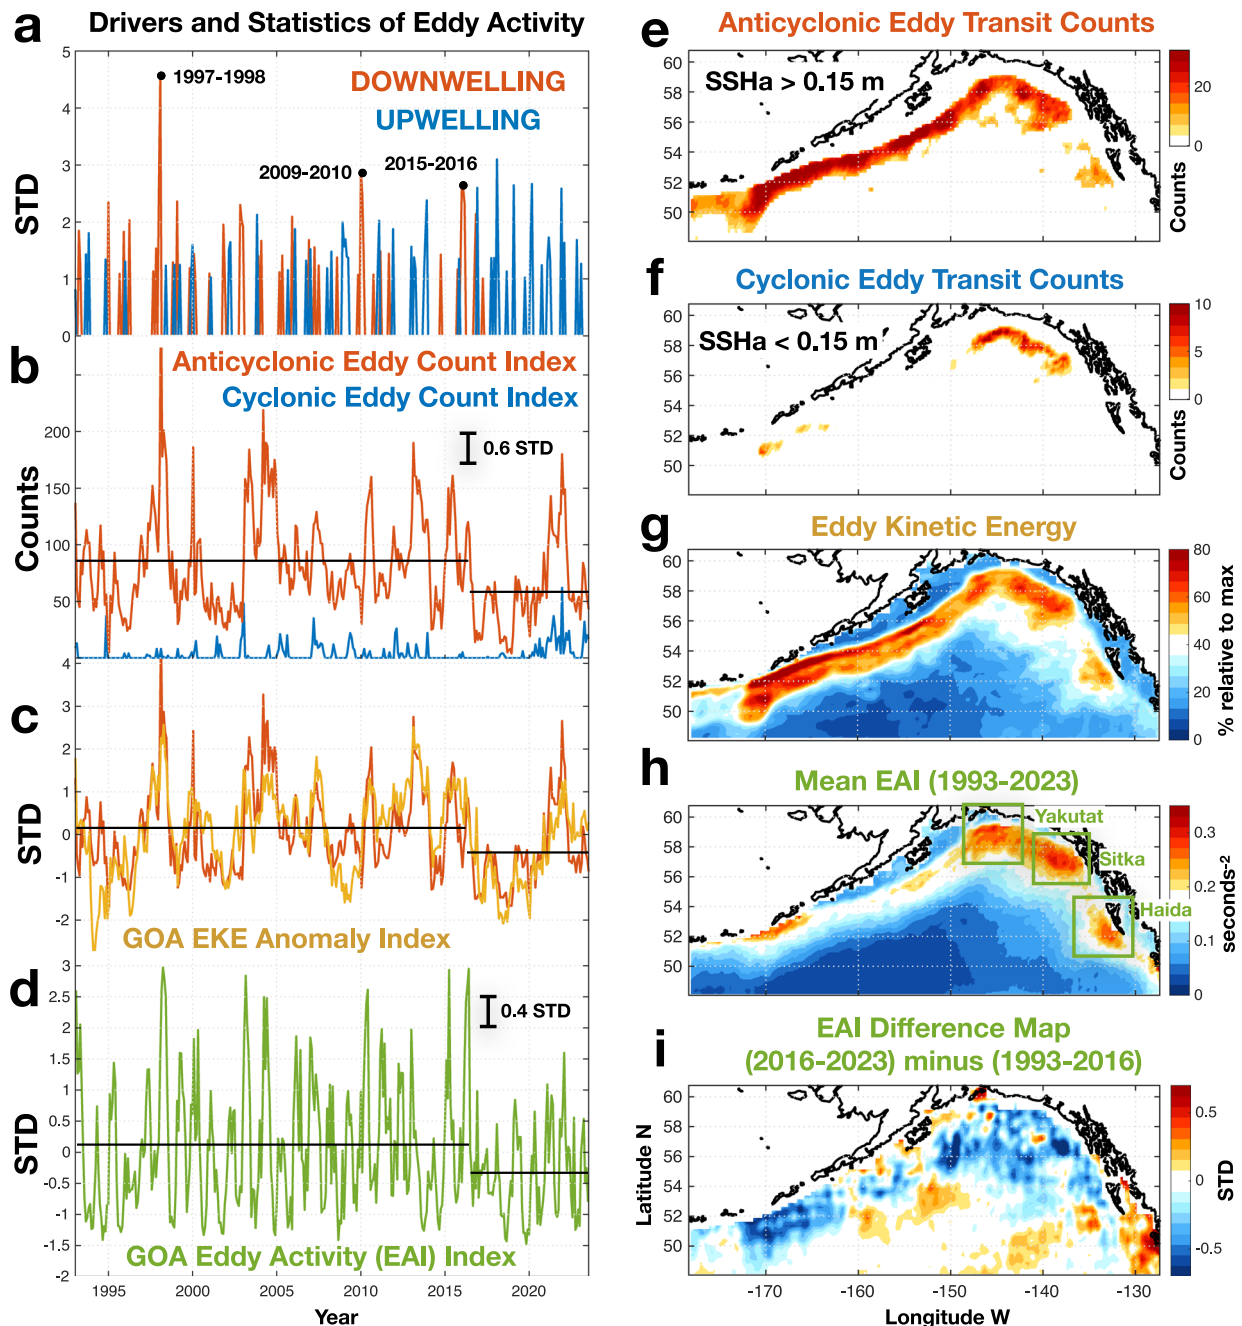 a
Drivers and Statistics of Eddy Activity
5
4
3
2
1
0
STD
1997-1998
DOWNWELLING
UPWELLING
2009-2010
2015-2016
b
Anticyclonic Eddy Count Index
Cyclonic Eddy Count Index
200
150
100
50
Counts
0.6 STD
c
4
3
2
1
0
-1
-2
STD
GOA EKE Anomaly Index
d
3
2.5
2
1.5
1
0.5
0
-0.5
-1
-1.5
-2
STD
0.4 STD
GOA Eddy Activity (EAI) Index
1995
2000
2005
2010
2015
2020
Year
e
Anticyclonic Eddy Transit Counts
SSHa > 0.15 m
60
58
56
54
52
50
20
10
0
Counts
f
Cyclonic Eddy Transit Counts
SSHa < 0.15 m
60
58
56
54
52
50
10
5
0
Counts
g
Eddy Kinetic Energy
60
58
56
54
52
50
80
60
40
20
0
% relative to max
h
Mean EAI (1993-2023)
Yakutat
Sitka
Haida
60
58
56
54
52
50
0.3
0.2
0.1
0
seconds⁻²
i
EAI Difference Map
(2016-2023) minus (1993-2016)
60
58
56
54
52
50
Latitude N
0.5
0
-0.5
STD
-170
-160
-150
-140
-130
Longitude W